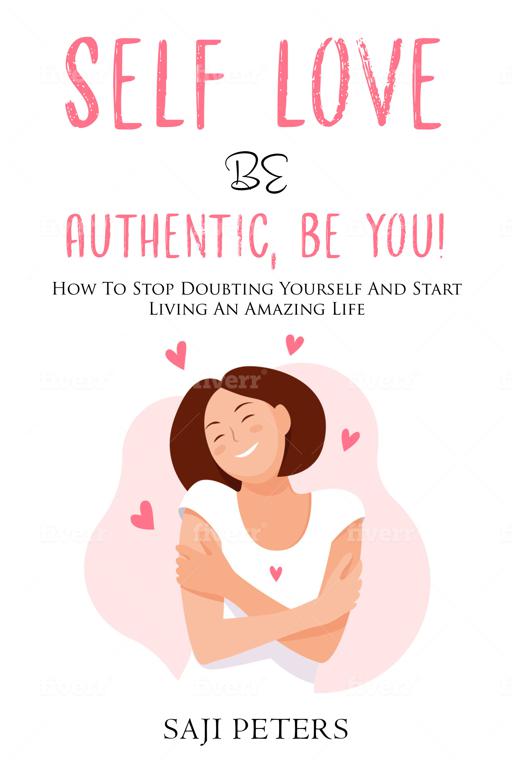 SELF LOVE
BE
AUTHENTIC, BE YOU!
How To Stop Doubting Yourself And Start
Living An Amazing Life
fiverr
SAJI PETERS